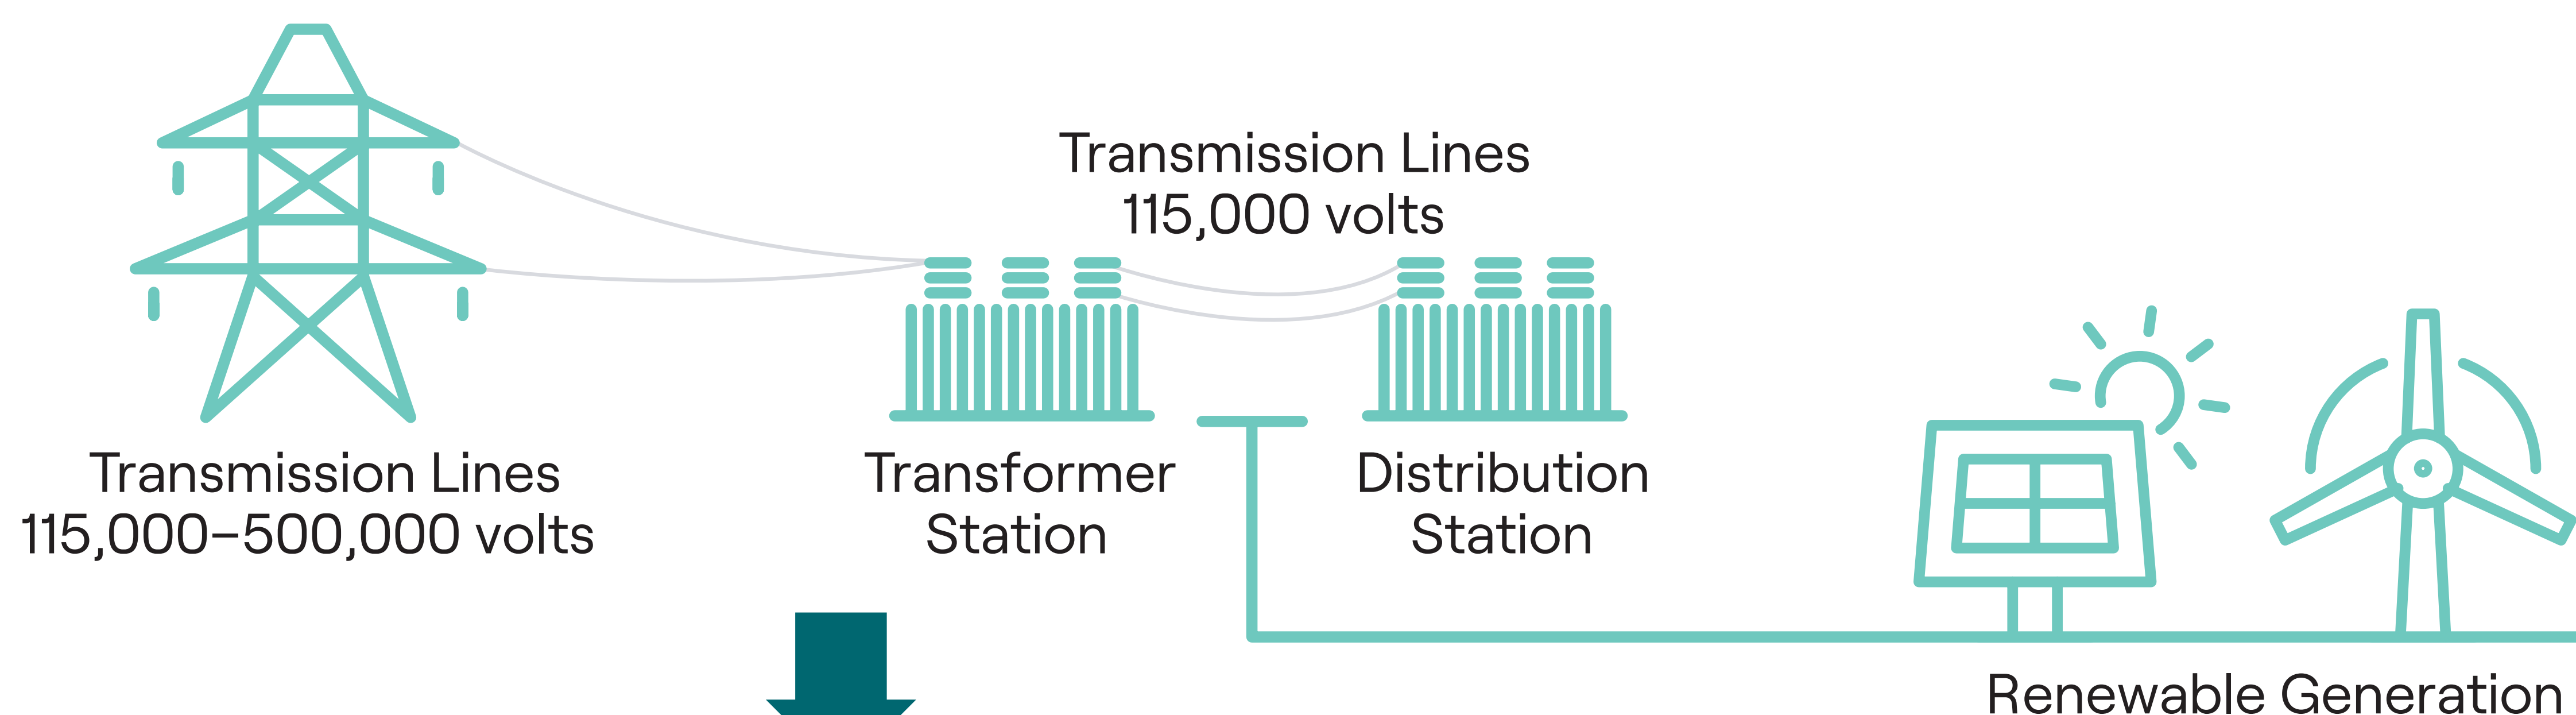 Transmission Lines
115,000 volts
Transmission Lines
115,000–500,000 volts
Transformer
Station
Distribution
Station
Renewable Generation